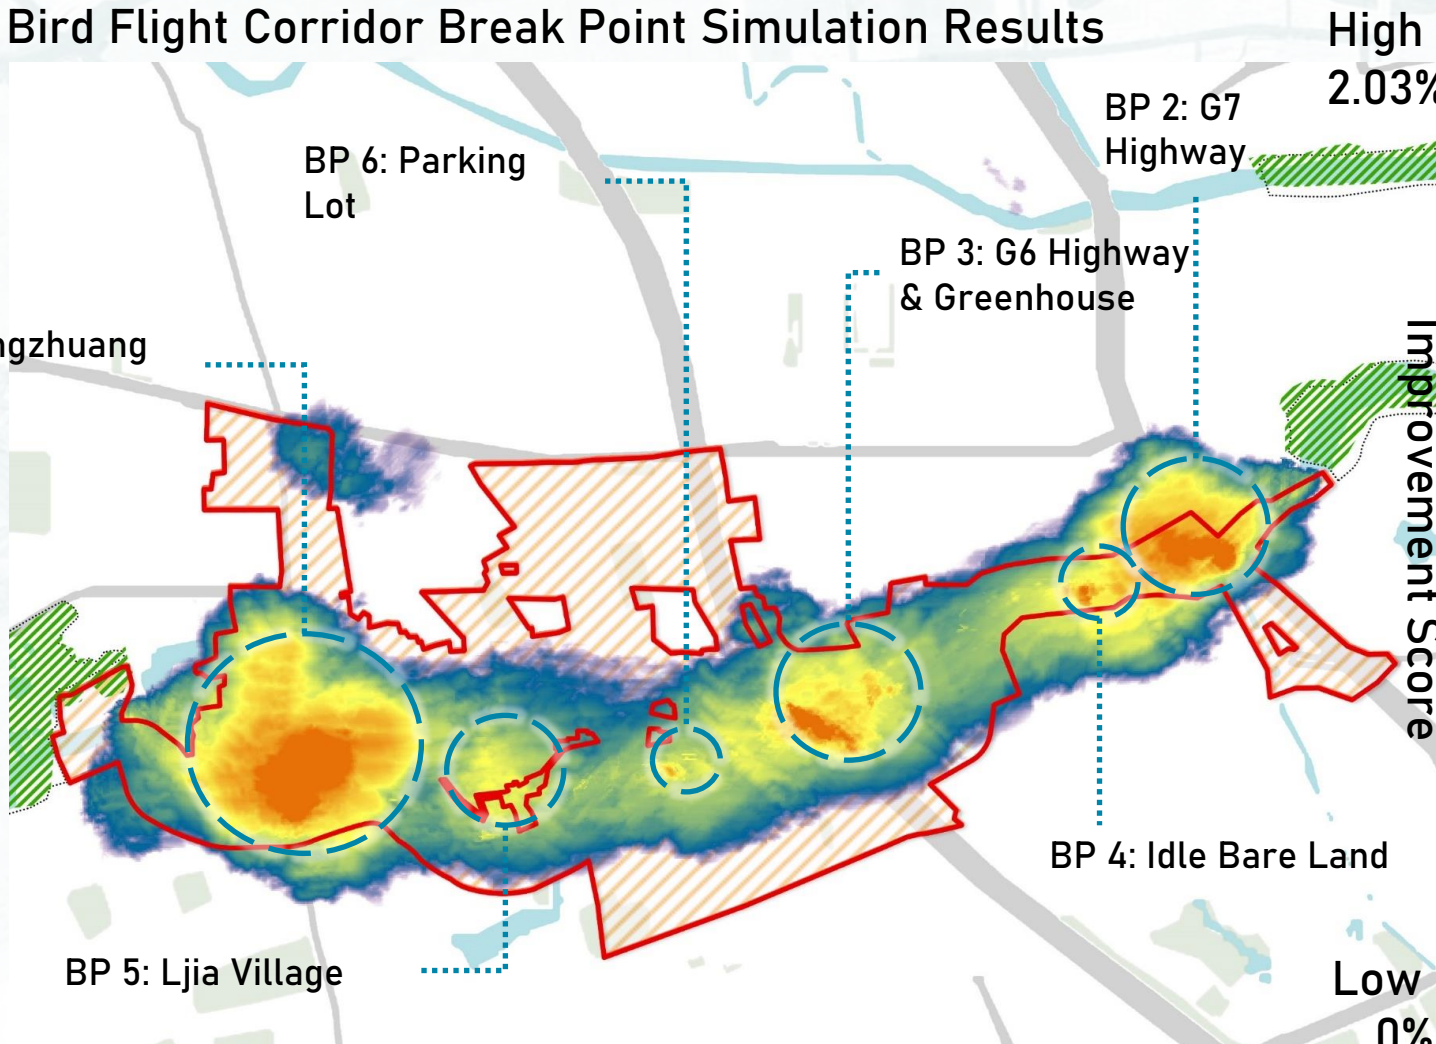 Bird Flight Corridor Break Point Simulation Results
High
2.03%
BP 2: G7
Highway
BP 6: Parking
Lot
BP 3: G6 Highway
& Greenhouse
ngzhuang
Improvement Score
BP 4: Idle Bare Land
BP 5: Ljia Village
Low
0%